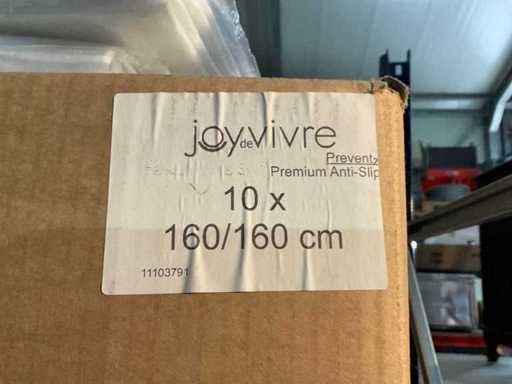 joy de vivre
Preventz
Premium Anti-Slip
10 x
160/160 cm
11103791